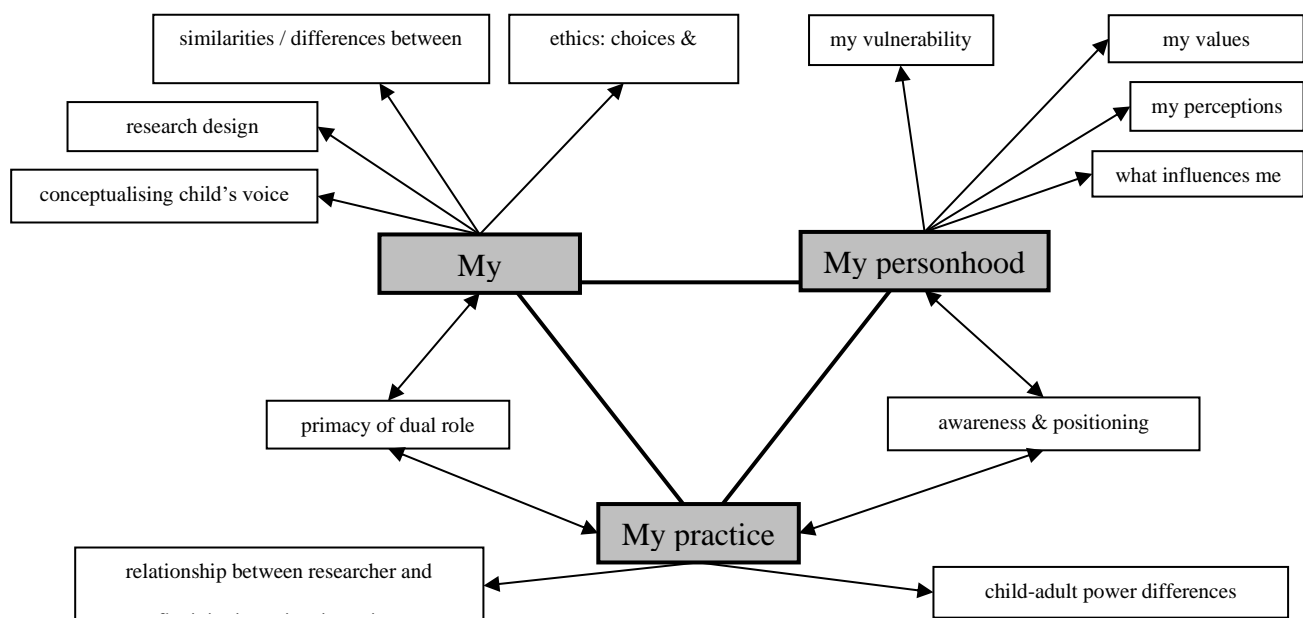 similarities / differences between
ethics: choices &
my vulnerability
my values
research design
my perceptions
conceptualising child’s voice
what influences me
My
My personhood
primacy of dual role
awareness & positioning
My practice
relationship between researcher and
child-adult power differences